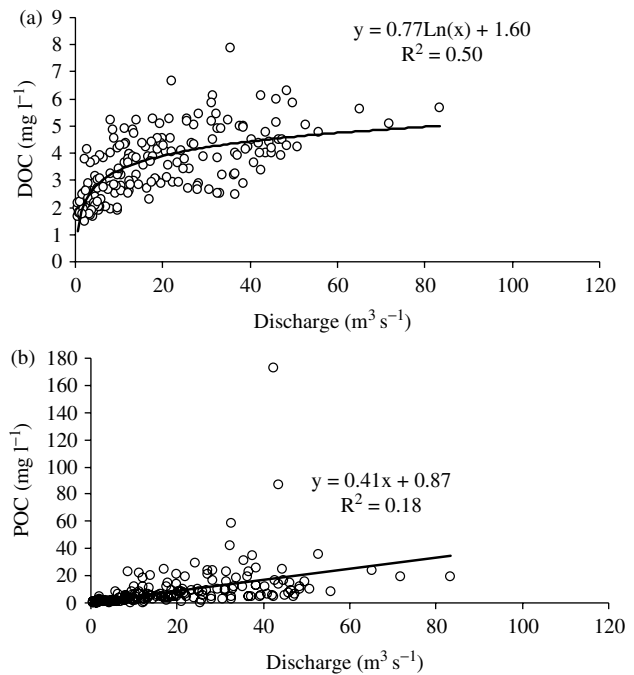 (a)
9
8
7
6
5
4
3
2
1
0
DOC (mg l⁻¹)
y = 0.77Ln(x) + 1.60
R² = 0.50
0 20 40 60 80 100 120
Discharge (m³ s⁻¹)
(b)
180
160
140
120
100
80
60
40
20
0
POC (mg l⁻¹)
y = 0.41x + 0.87
R² = 0.18
0 20 40 60 80 100 120
Discharge (m³ s⁻¹)